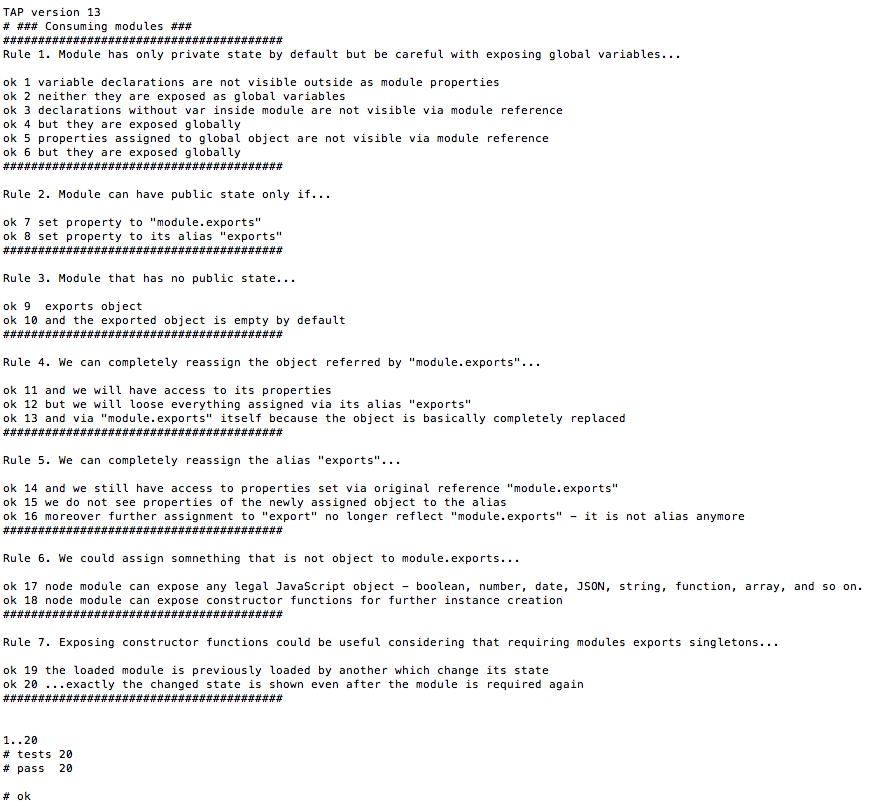 TAP version 13
# ### Consuming modules ###
########################################
Rule 1. Module has only private state by default but be careful with exposing global variables...
ok 1 variable declarations are not visible outside as module properties
ok 2 neither they are exposed as global variables
ok 3 declarations without var inside module are not visible via module reference
ok 4 but they are exposed globally
ok 5 properties assigned to global object are not visible via module reference
ok 6 but they are exposed globally
########################################
Rule 2. Module can have public state only if...
ok 7 set property to "module.exports"
ok 8 set property to its alias "exports"
########################################
Rule 3. Module that has no public state...
ok 9  exports object
ok 10 and the exported object is empty by default
########################################
Rule 4. We can completely reassign the object referred by "module.exports"...
ok 11 and we will have access to its properties
ok 12 but we will loose everything assigned via its alias "exports"
ok 13 and via "module.exports" itself because the object is basically completely replaced
########################################
Rule 5. We can completely reassign the alias "exports"...
ok 14 and we still have access to properties set via original reference "module.exports"
ok 15 we do not see properties of the newly assigned object to the alias
ok 16 moreover further assignment to "export" no longer reflect "module.exports" - it is not alias anymore
########################################
Rule 6. We could assign somnething that is not object to module.exports...
ok 17 node module can expose any legal JavaScript object - boolean, number, date, JSON, string, function, array, and so on.
ok 18 node module can expose constructor functions for further instance creation
########################################
Rule 7. Exposing constructor functions could be useful considering that requiring modules exports singletons...
ok 19 the loaded module is previously loaded by another which change its state
ok 20 ...exactly the changed state is shown even after the module is required again
########################################
1..20
# tests 20
# pass  20
# ok